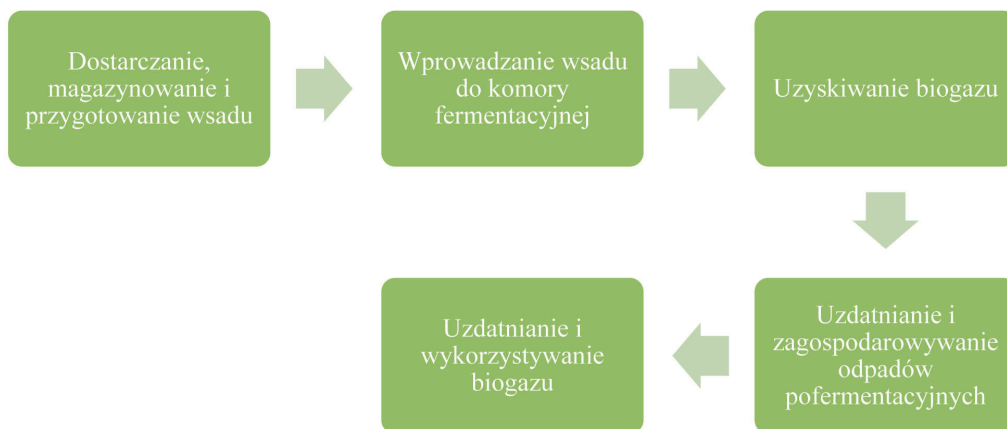 Dostarczanie,
magazynowanie i
przygotowanie wsadu
Wprowadzanie wsadu
do komory
fermentacyjnej
Uzyskiwanie biogazu
Uzdatnianie i
zagospodarowywanie
odpadów
pofermentacyjnych
Uzdatnianie i
wykorzystywanie
biogazu